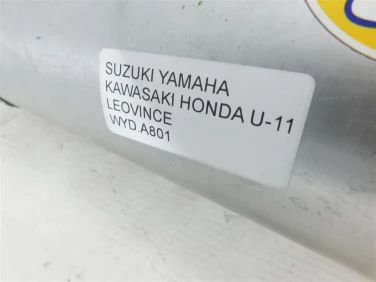 SUZUKI YAMAHA
KAWASAKI HONDA U-11
LEOVINCE
WYD.A801